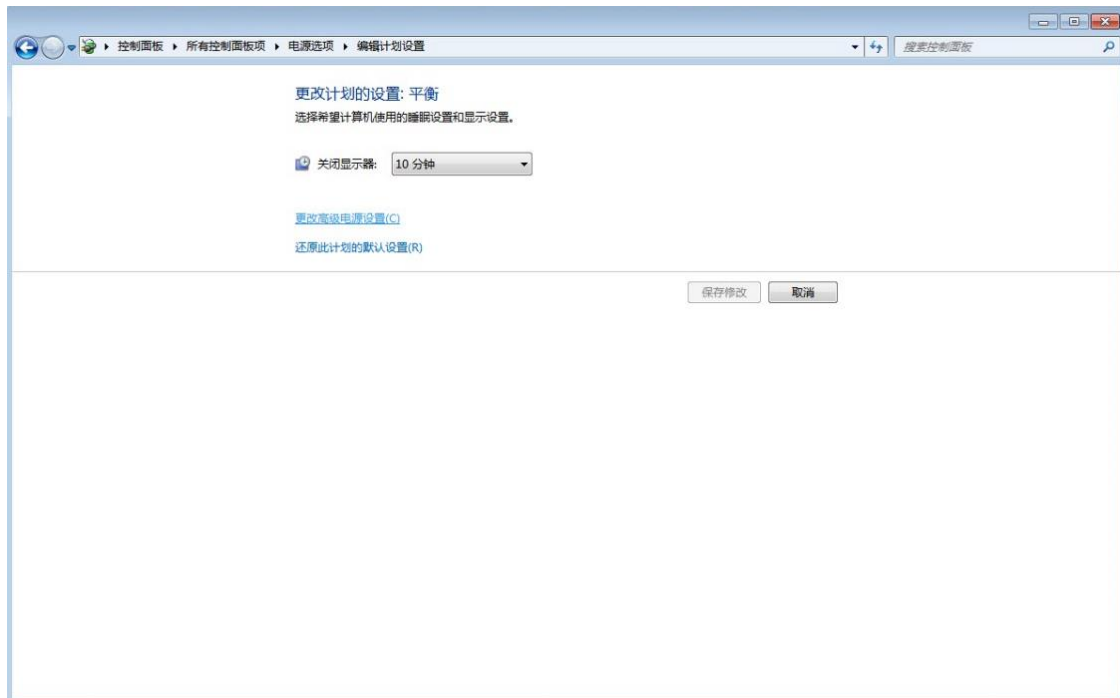 控制面板 ▸ 所有控制面板项 ▸ 电源选项 ▸ 编辑计划设置
搜索控制面板
更改计划的设置: 平衡
选择希望计算机使用的睡眠设置和显示设置。
关闭显示器: 10 分钟
更改高级电源设置(C)
还原此计划的默认设置(R)
保存修改 取消